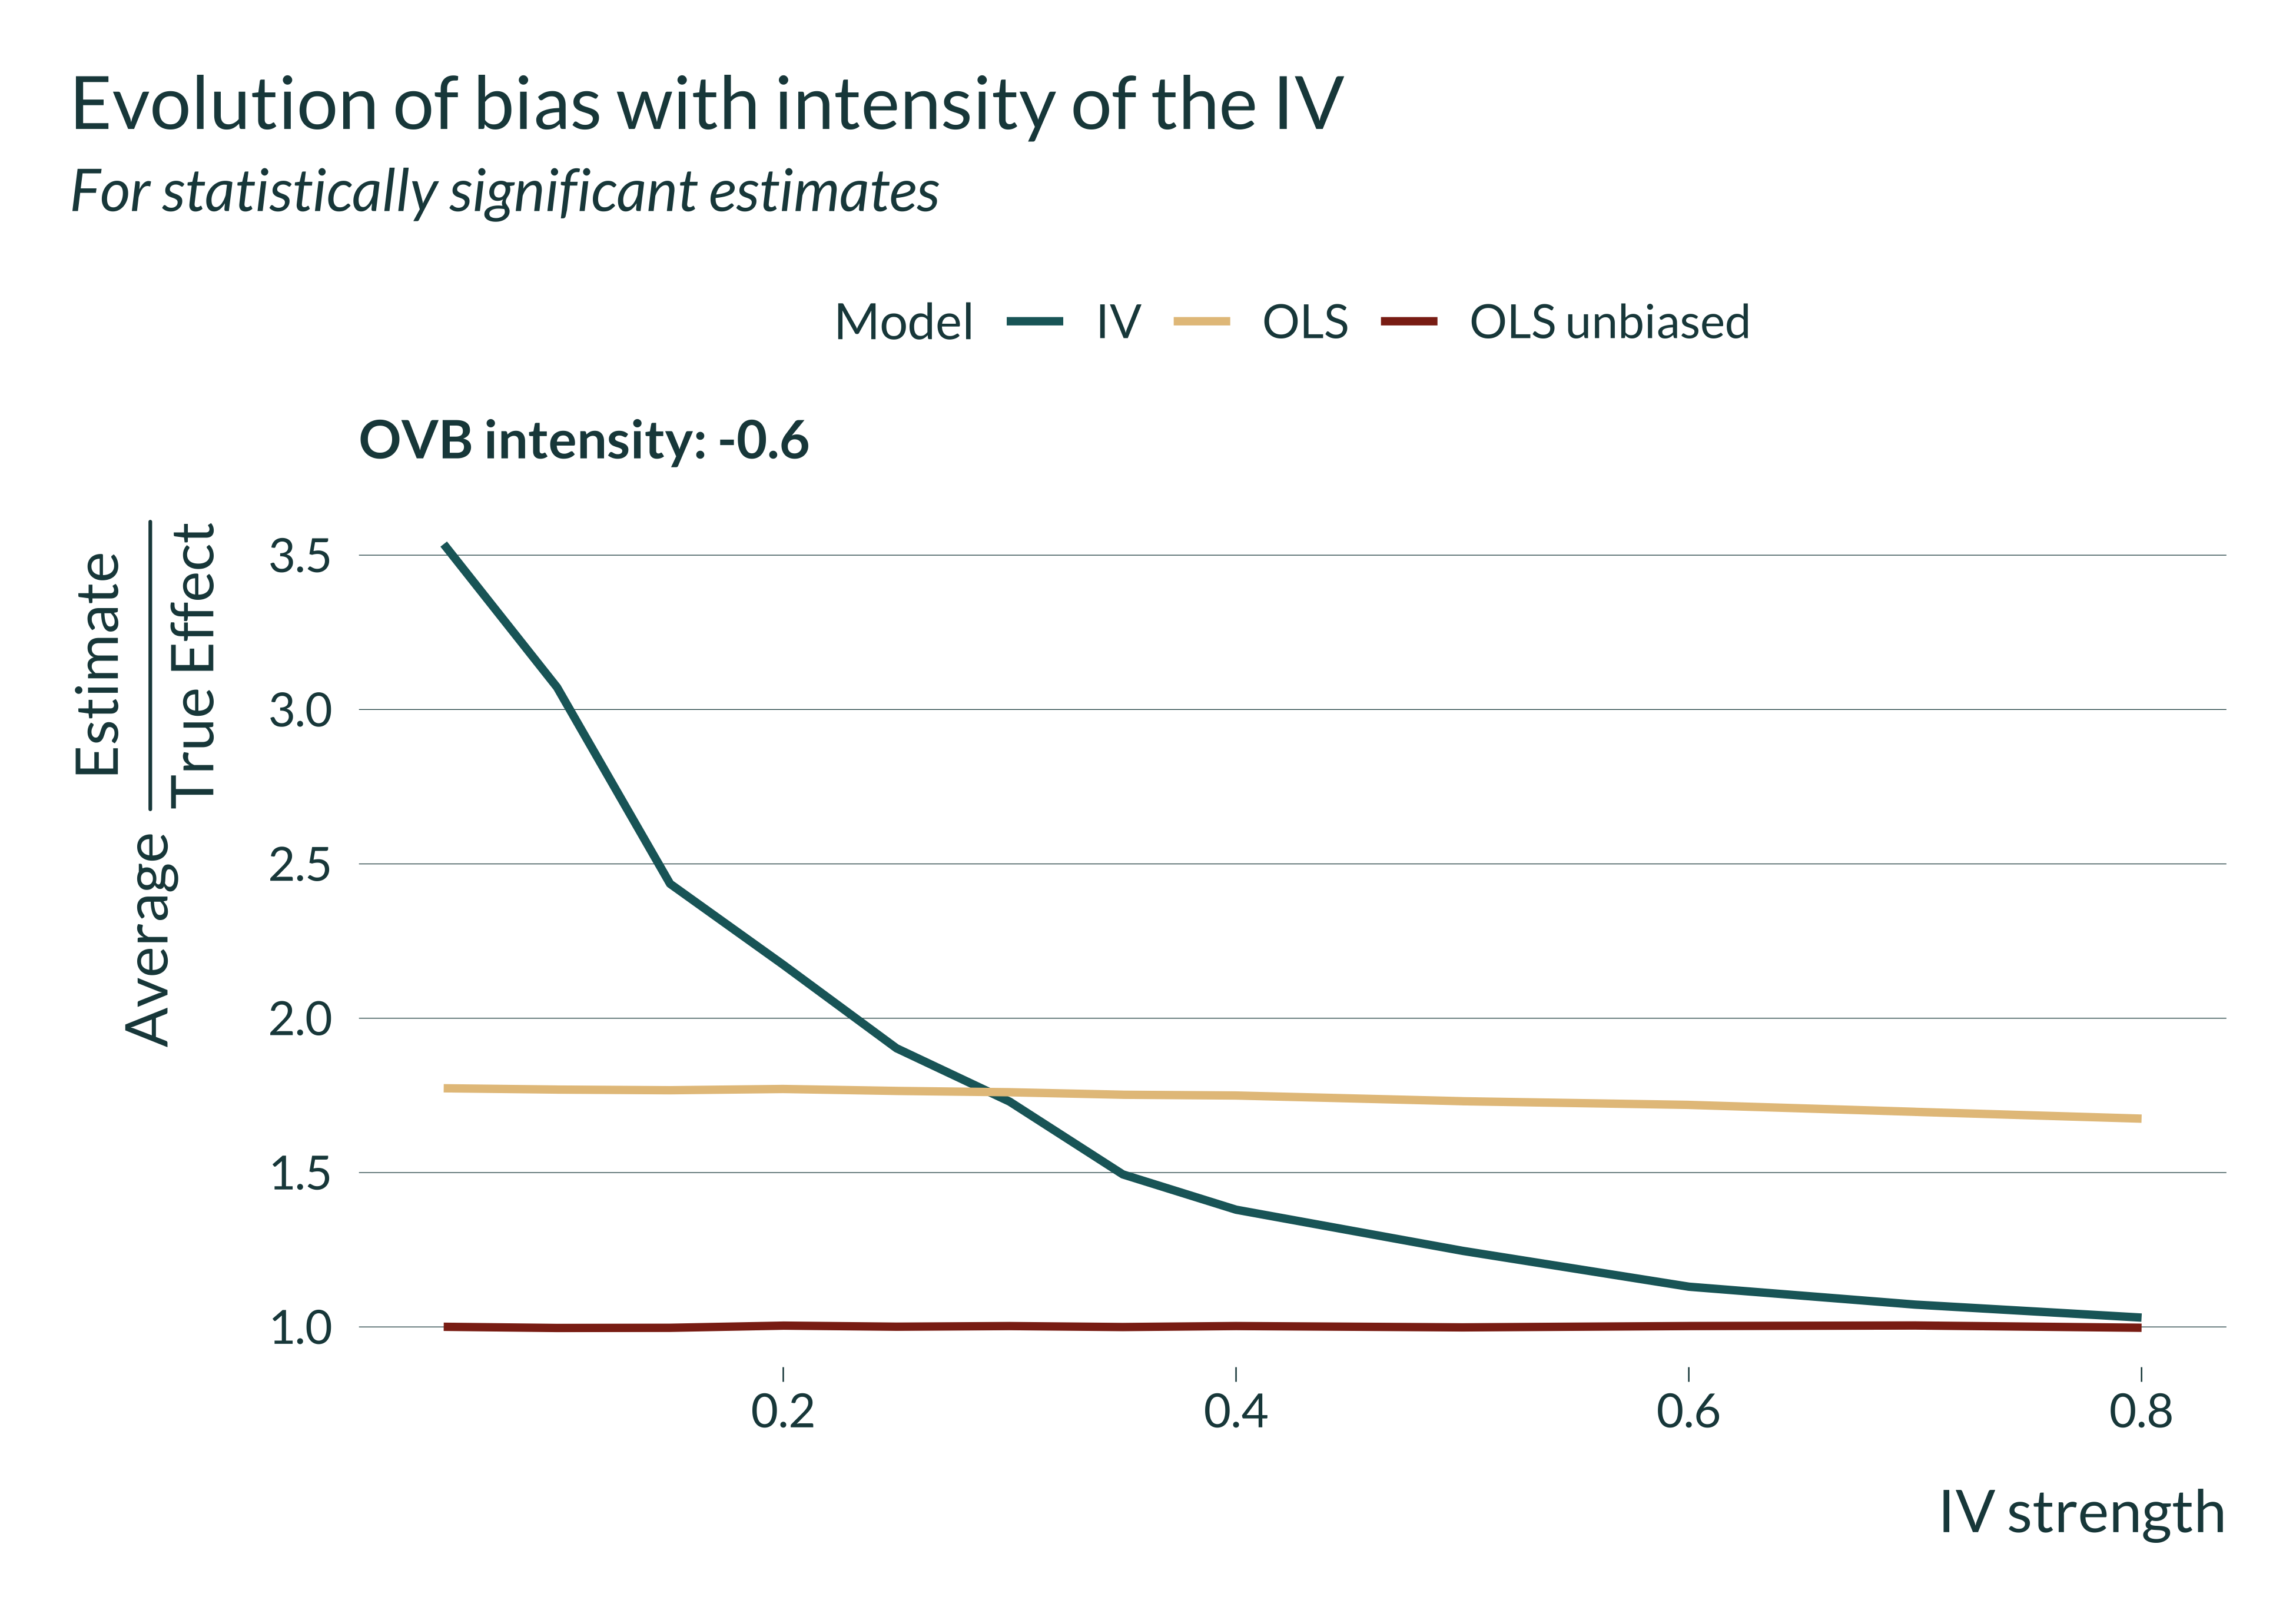 Evolution of bias with intensity of the IV
For statistically significant estimates
Model IV OLS OLS unbiased
OVB intensity: -0.6
Average Estimate
True Effect
3.5
3.0
2.5
2.0
1.5
1.0
0.2 0.4 0.6 0.8
IV strength